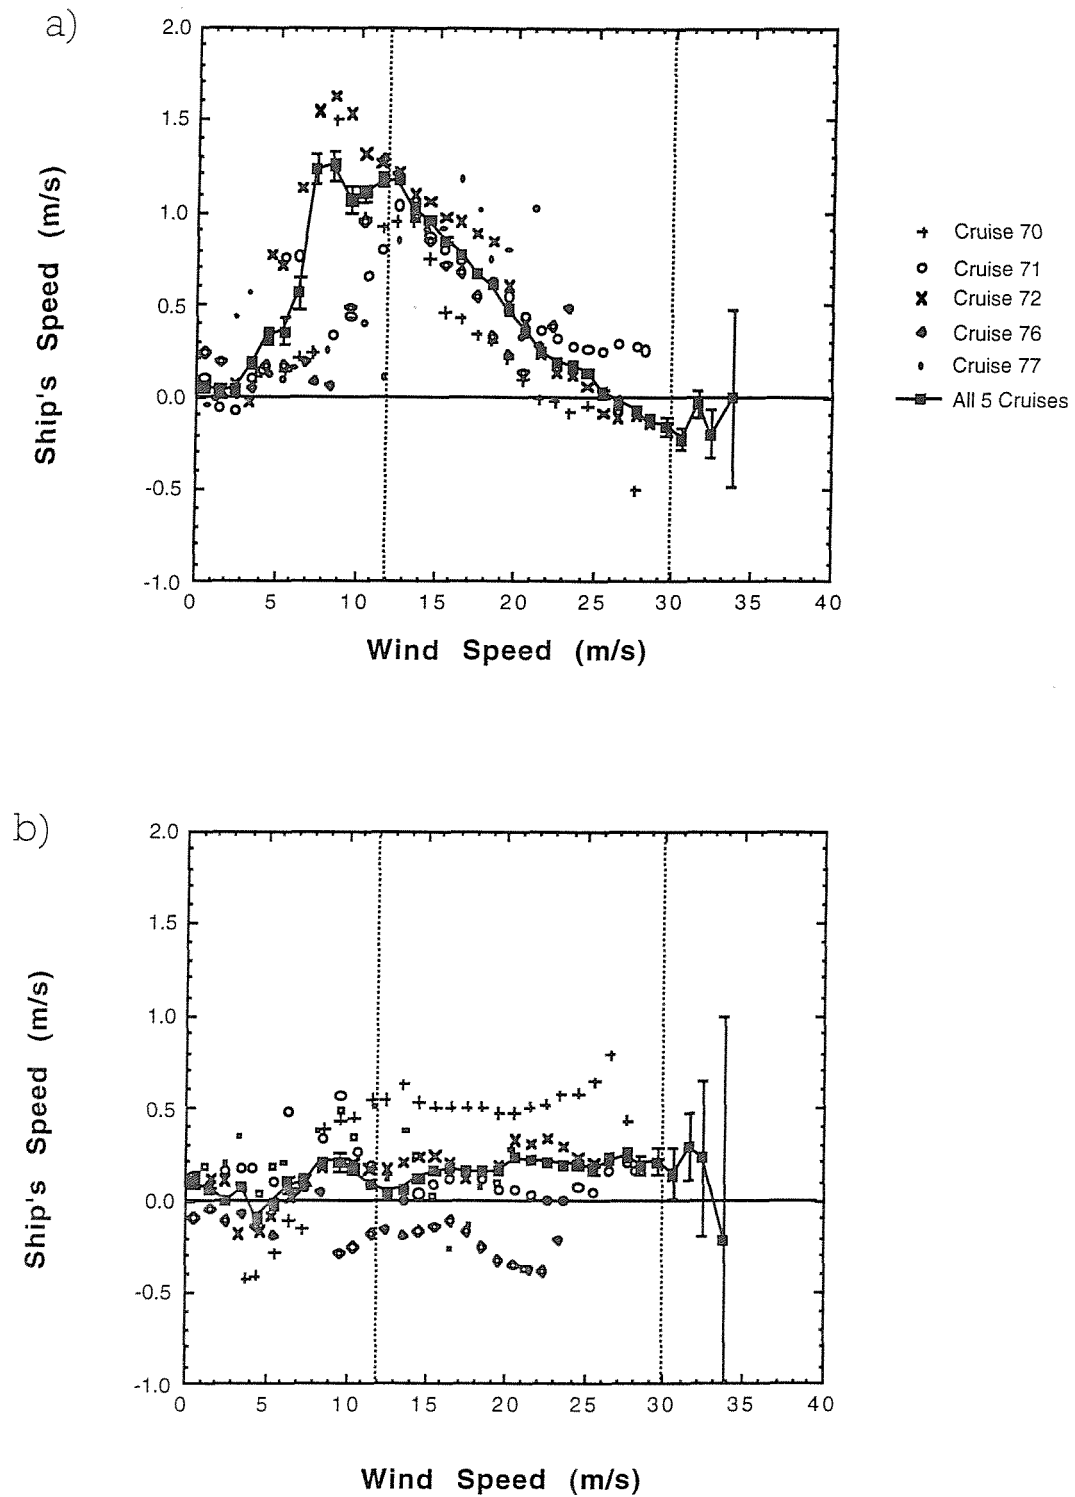 a)
2.0
1.5
1.0
0.5
0.0
-0.5
-1.0
Ship's Speed (m/s)
0 5 10 15 20 25 30 35 40
Wind Speed (m/s)
Cruise 70
Cruise 71
Cruise 72
Cruise 76
Cruise 77
All 5 Cruises
b)
2.0
1.5
1.0
0.5
0.0
-0.5
-1.0
Ship's Speed (m/s)
0 5 10 15 20 25 30 35 40
Wind Speed (m/s)